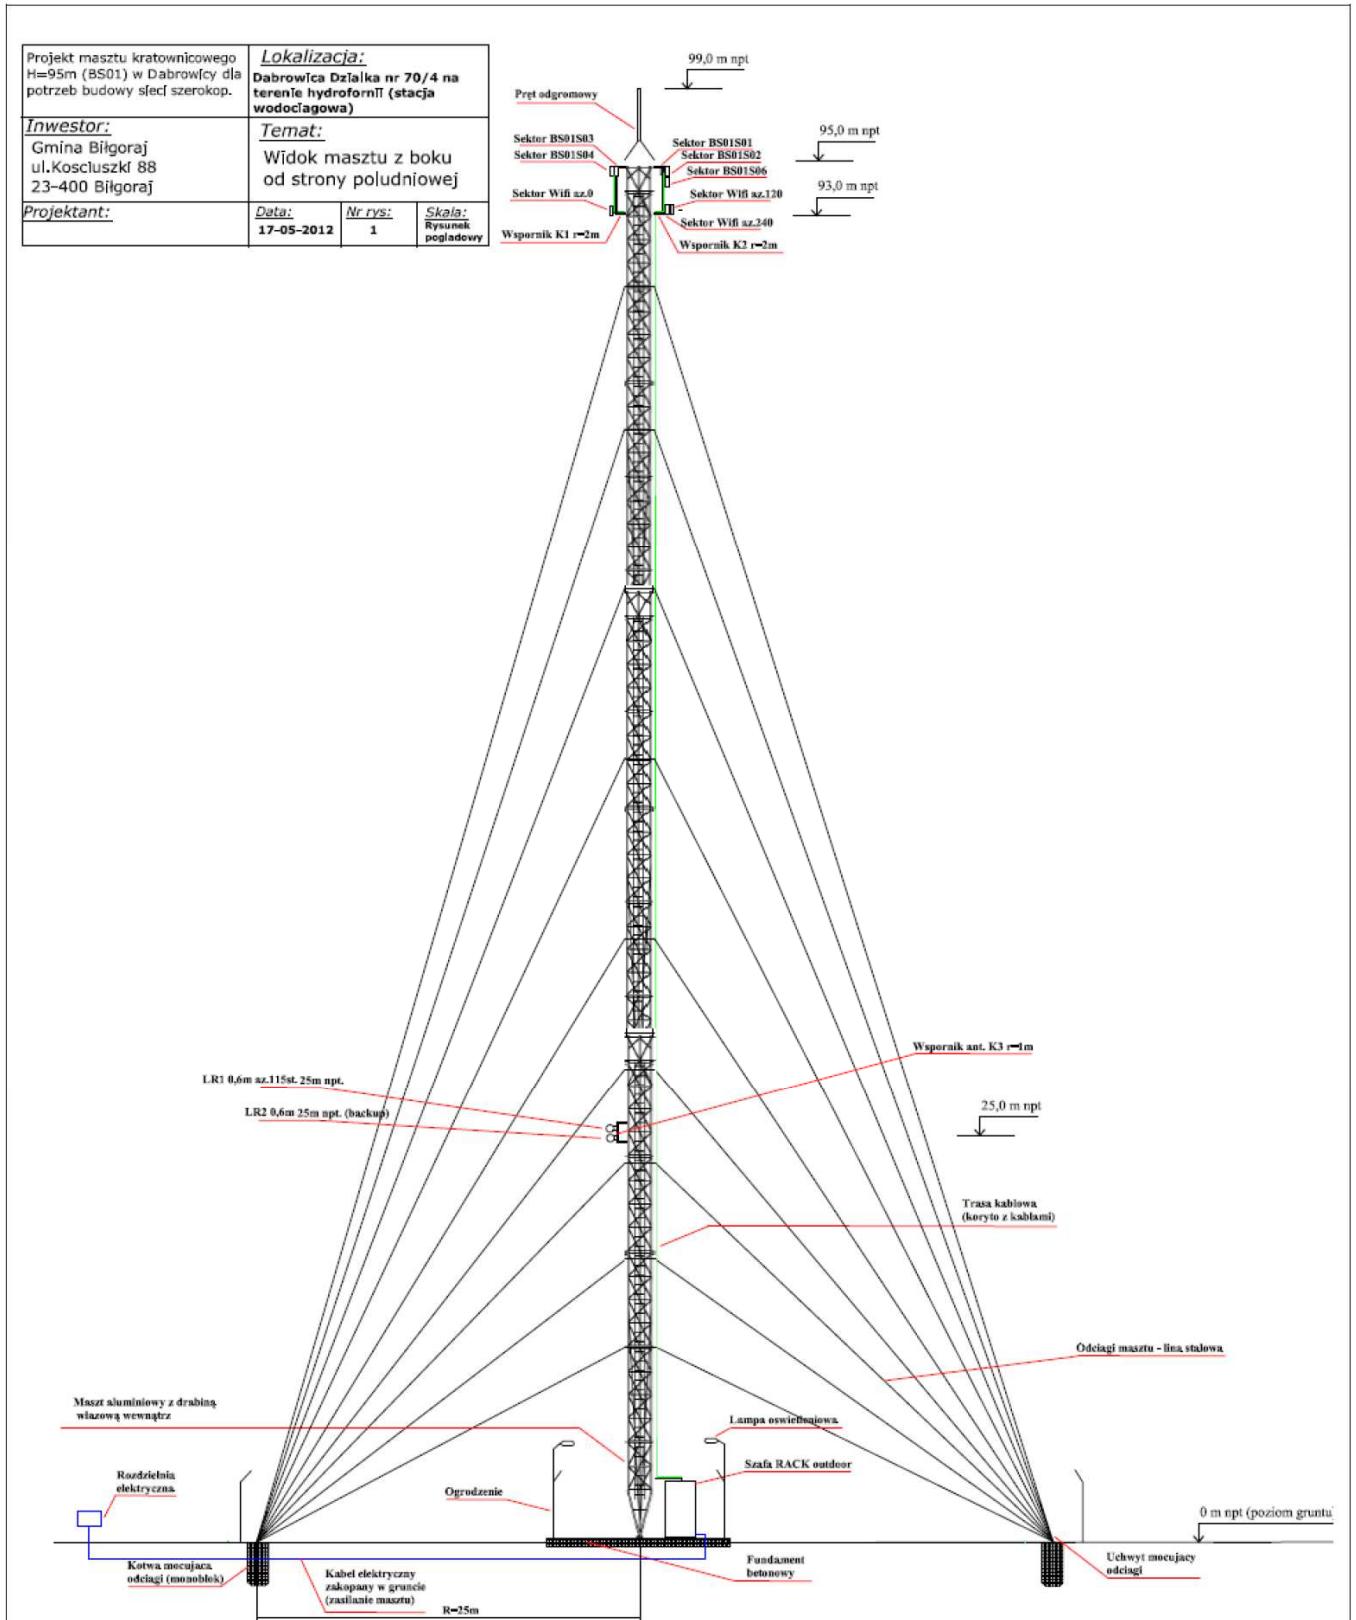 Projekt masztu kratownicowego
H=95m (BS01) w Dabrowicy dla
potrzeb budowy sieci szerokop.
Lokalizacja:
Dabrowica Dzialka nr 70/4 na
terenie hydroforni (stacja
wodociagowa)
Inwestor:
Gmina Biłgoraj
ul.Kosciuszki 88
23-400 Biłgoraj
Temat:
Widok masztu z boku
od strony poludniowej
Projektant:
Data:
17-05-2012
Nr rys:
1
Skala:
Rysunek
pogladowy
99,0 m npt
Pręt odgromowy
95,0 m npt
Sektor BS01S03
Sektor BS01S04
Sektor BS01S01
Sektor BS01S02
Sektor BS01S06
93,0 m npt
Sektor Wifi az.0
Sektor Wifi az.120
Sektor Wifi az.240
Wspornik K1 r=2m
Wspornik K2 r=2m
Wspornik ant. K3 r=1m
LR1 0,6m az.115st. 25m npt.
LR2 0,6m 25m npt. (backup)
25,0 m npt
Trasa kablowa
(koryto z kablami)
Odciagi masztu - lina stalowa
Maszt aluminiowy z drabiną
włazową wewnątrz
Lampa oswietleniowa
Szafa RACK outdoor
Rozdzielnia
elektryczna
Ogrodzenie
0 m npt (poziom gruntu
Kotwa mocujaca
odciagi (monoblok)
Kabel elektryczny
zakopany w gruncie
(zasilanie masztu)
Fundament
betonowy
Uchwyt mocujacy
odciagi
R=25m